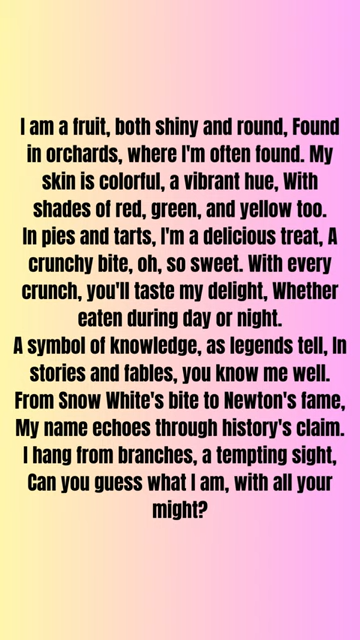 I am a fruit, both shiny and round, Found
in orchards, where I'm often found. My
skin is colorful, a vibrant hue, With
shades of red, green, and yellow too.
In pies and tarts, I'm a delicious treat, A
crunchy bite, oh, so sweet. With every
crunch, you'll taste my delight, Whether
eaten during day or night.
A symbol of knowledge, as legends tell, In
stories and fables, you know me well.
From Snow White's bite to Newton's fame,
My name echoes through history's claim.
I hang from branches, a tempting sight,
Can you guess what I am, with all your
might?